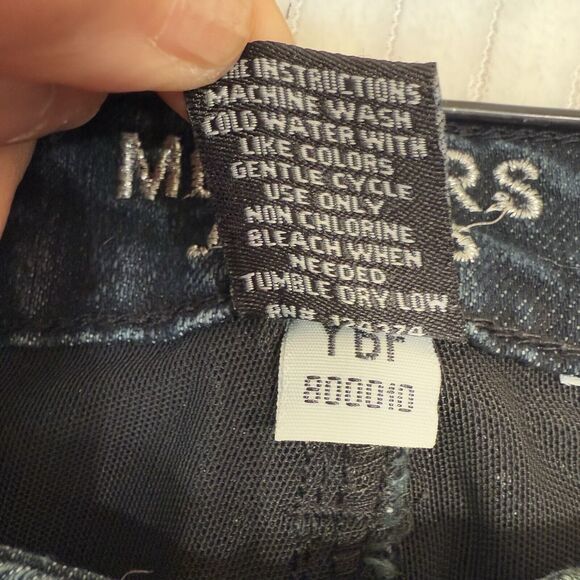 INSTRUCTIONS
MACHINE WASH
COLD WATER WITH
LIKE COLORS
GENTLE CYCLE
USE ONLY
NON CHLORINE
BLEACH WHEN
NEEDED
TUMBLE DRY LOW
800010